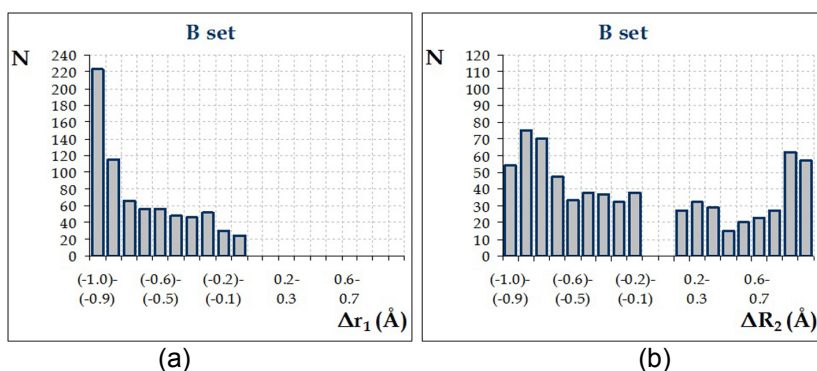 B set
N
240
220
200
180
160
140
120
100
80
60
40
20
0
(-1.0)- (-0.6)- (-0.2)- 0.2- 0.6-
(-0.9) (-0.5) (-0.1) 0.3 0.7
Δr₁ (Å)
(a)
B set
N
120
110
100
90
80
70
60
50
40
30
20
10
0
(-1.0)- (-0.6)- (-0.2)- 0.2- 0.6-
(-0.9) (-0.5) (-0.1) 0.3 0.7
ΔR₂ (Å)
(b)